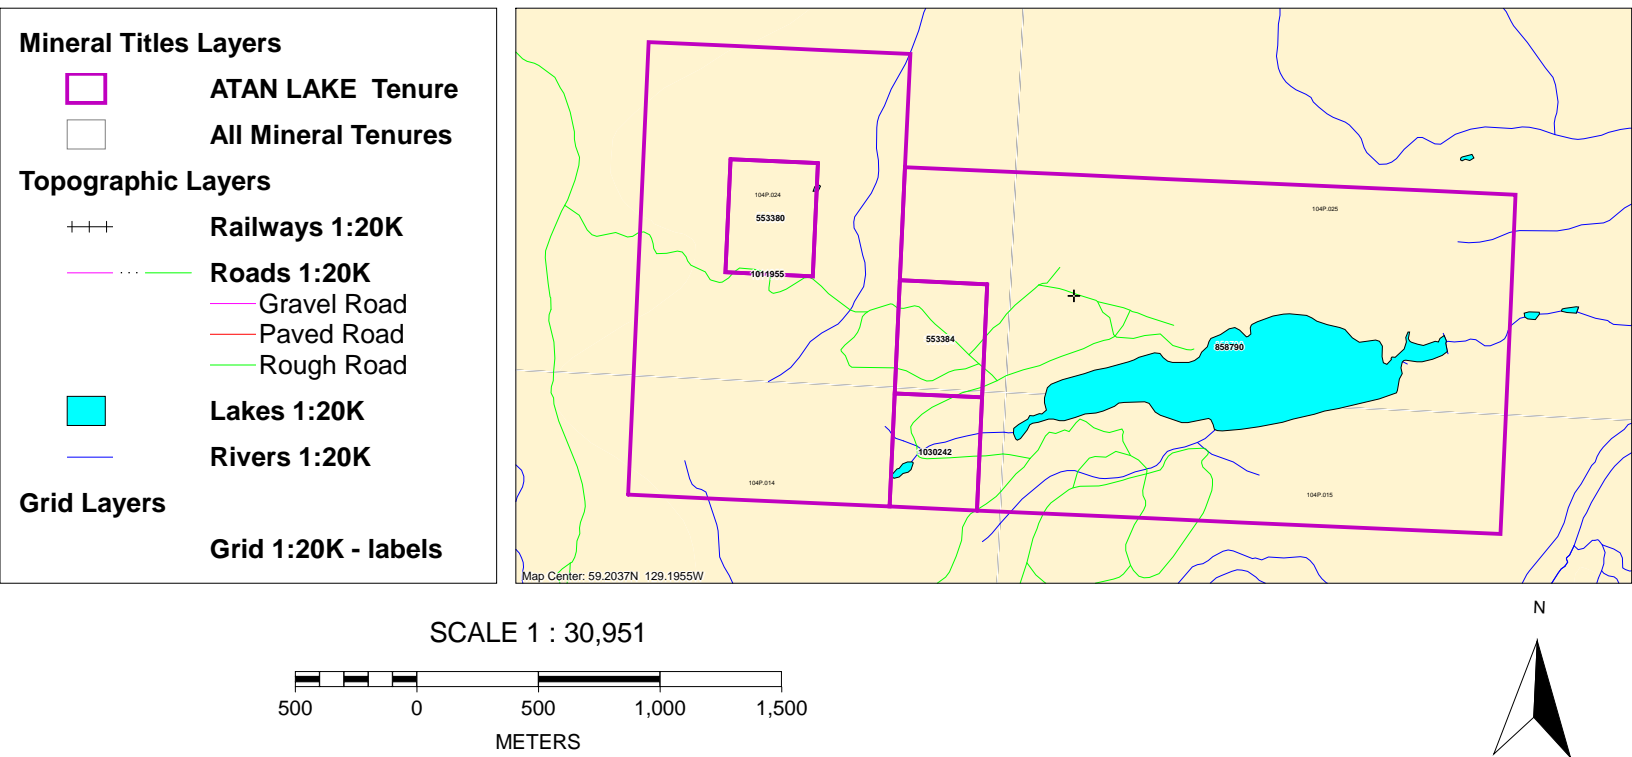 Mineral Titles Layers
ATAN LAKE  Tenure
All Mineral Tenures
Topographic Layers
Railways 1:20K
Roads 1:20K
Gravel Road
Paved Road
Rough Road
Lakes 1:20K
Rivers 1:20K
Grid Layers
Grid 1:20K - labels
104P.024
553380
1011955
104P.025
553384
858790
1030242
104P.014
104P.015
Map Center: 59.2037N  129.1955W
SCALE 1 : 30,951
500 0 500 1,000 1,500
METERS
N